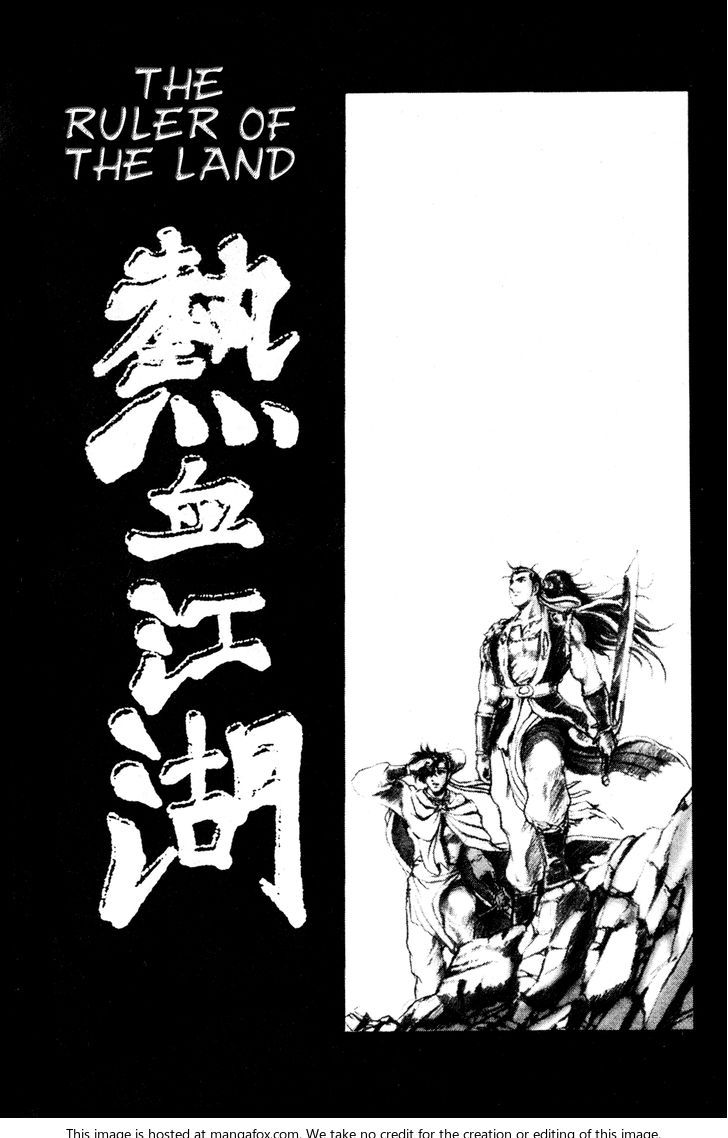 THE
RULER OF
THE LAND
熱血江湖
This image is hosted at mangafox.com. We take no credit for the creation or editing of this image.